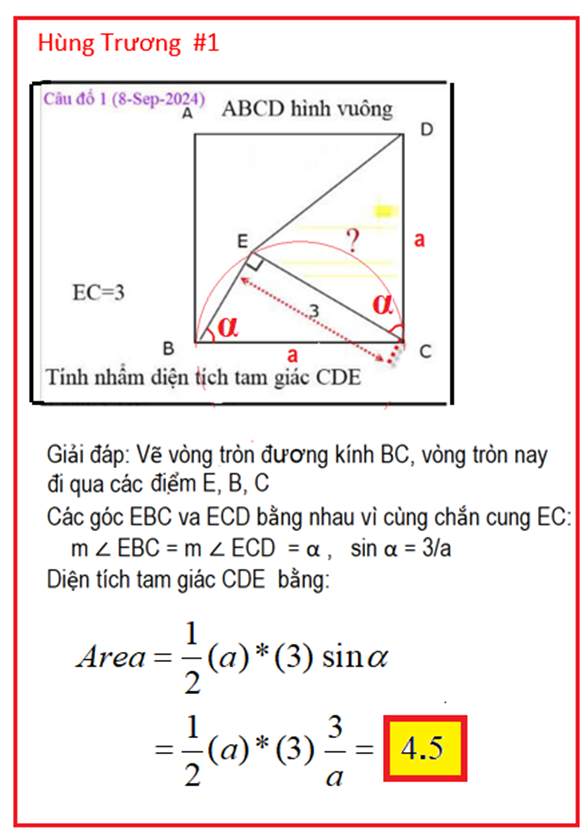 Hùng Trương #1
Câu đố 1 (8-Sep-2024)
ABCD hình vuông
A
D
E
?
a
EC=3
3
α
α
B
a
C
Tính nhẩm diện tích tam giác CDE
Giải đáp: Vẽ vòng tròn đương kính BC, vòng tròn nay
đi qua các điểm E, B, C
Các góc EBC va ECD bằng nhau vì cùng chắn cung EC:
m ∠ EBC = m ∠ ECD = α , sin α = 3/a
Diện tích tam giác CDE bằng:
Area = 1/2 (a) * (3) sin α
= 1/2 (a) * (3) 3/a = 4.5